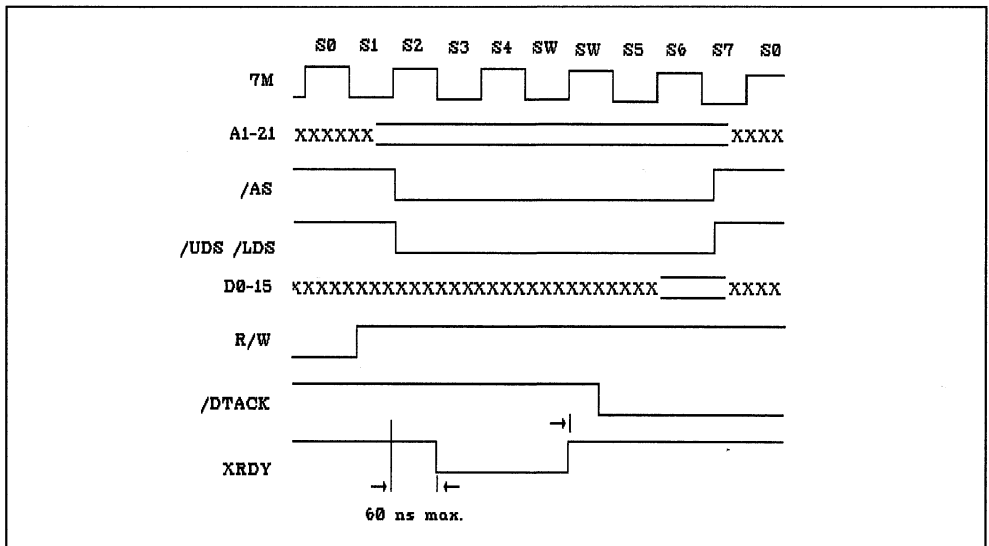 S0 S1 S2 S3 S4 SW SW S5 S6 S7 S0
7M
A1-21 XXXXXX XXXX
/AS
/UDS /LDS
D0-15 XXXXXXXXXXXXXXXXXXXXXXXXXXXX XXXX
R/W
/DTACK
XRDY
60 ns max.